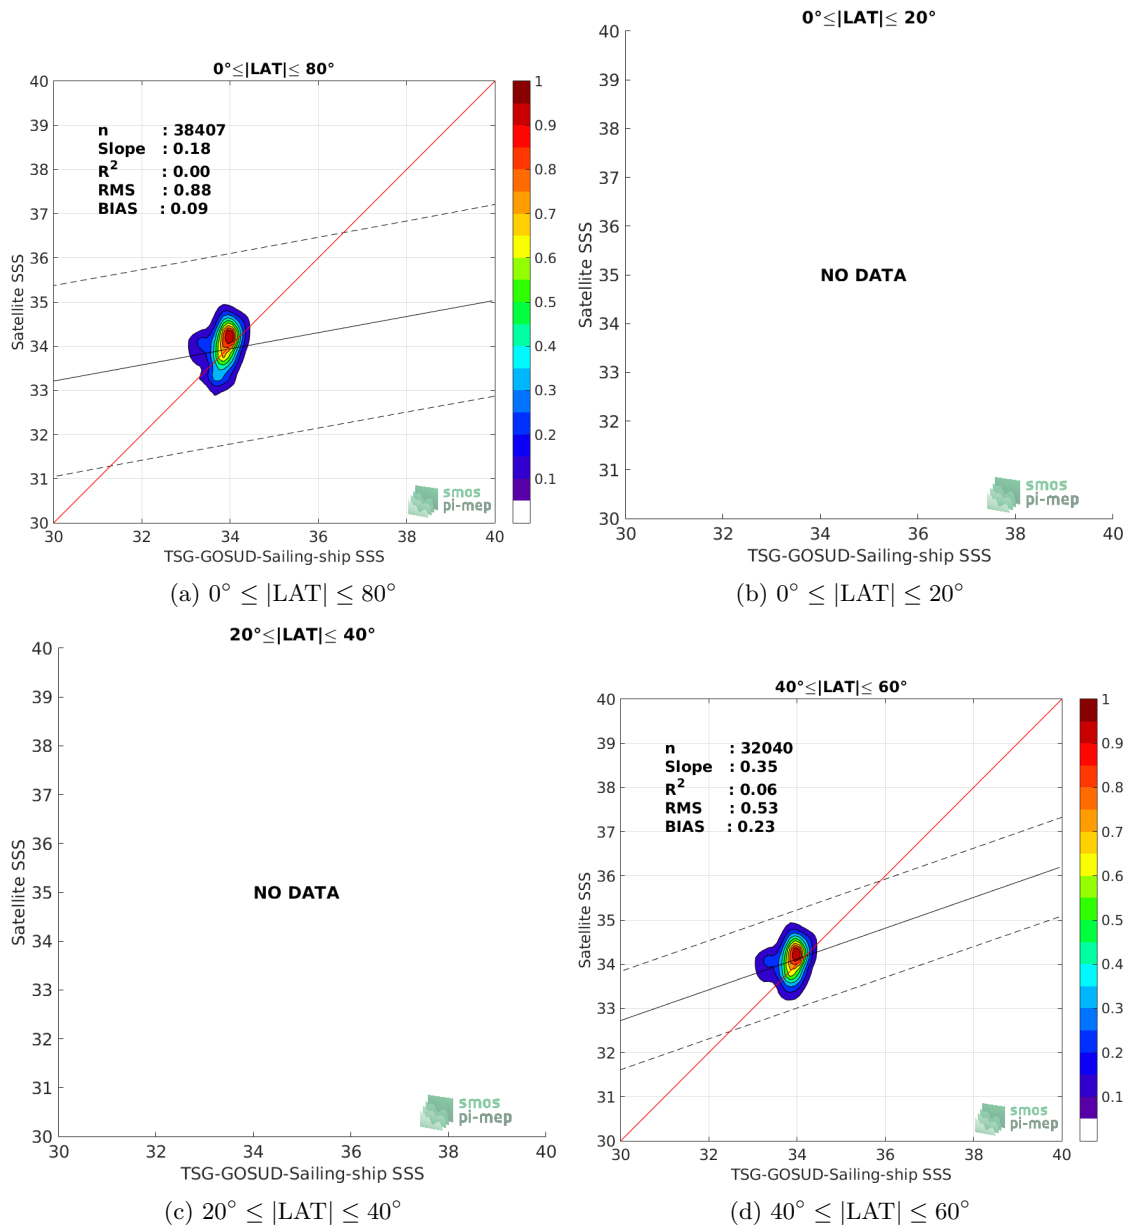 0°≤|LAT|≤ 80°
Satellite SSS
40
39
38
37
36
35
34
33
32
31
30
n : 38407
Slope : 0.18
R2 : 0.00
RMS : 0.88
BIAS : 0.09
smos
pi-mep
30 32 34 36 38 40
TSG-GOSUD-Sailing-ship SSS
1
0.9
0.8
0.7
0.6
0.5
0.4
0.3
0.2
0.1
(a) 0° ≤ |LAT| ≤ 80°
0°≤|LAT|≤ 20°
Satellite SSS
40
39
38
37
36
35
34
33
32
31
30
NO DATA
smos
pi-mep
30 32 34 36 38 40
TSG-GOSUD-Sailing-ship SSS
(b) 0° ≤ |LAT| ≤ 20°
20°≤|LAT|≤ 40°
Satellite SSS
40
39
38
37
36
35
34
33
32
31
30
NO DATA
smos
pi-mep
30 32 34 36 38 40
TSG-GOSUD-Sailing-ship SSS
(c) 20° ≤ |LAT| ≤ 40°
40°≤|LAT|≤ 60°
Satellite SSS
40
39
38
37
36
35
34
33
32
31
30
n : 32040
Slope : 0.35
R2 : 0.06
RMS : 0.53
BIAS : 0.23
smos
pi-mep
30 32 34 36 38 40
TSG-GOSUD-Sailing-ship SSS
1
0.9
0.8
0.7
0.6
0.5
0.4
0.3
0.2
0.1
(d) 40° ≤ |LAT| ≤ 60°